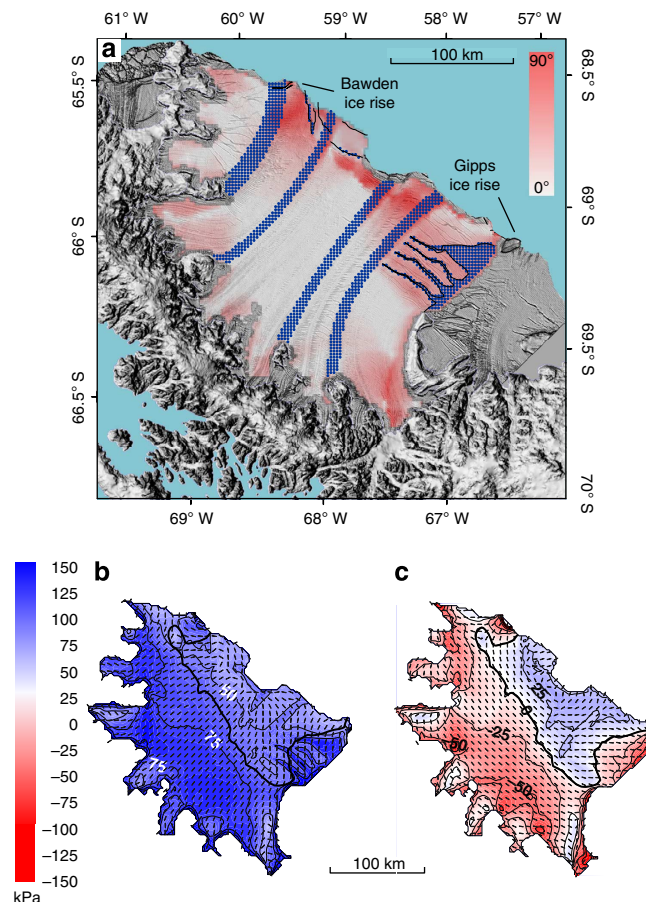 61° W 60° W 59° W 58° W 57° W
a
100 km
65.5° S
68.5° S
90°
0°
Bawden
ice rise
Gipps
ice rise
69° S
66° S
69.5° S
66.5° S
70° S
69° W 68° W 67° W
b
c
150
125
100
75
50
25
0
−25
−50
−75
−100
−125
−150
kPa
50
75
75
25
0
-25
-50
-50
100 km